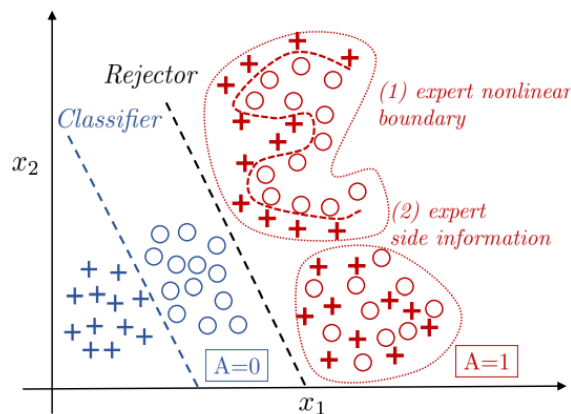 Rejector
Classifier
(1) expert nonlinear
boundary
x₂
(2) expert
side information
A=0
A=1
x₁